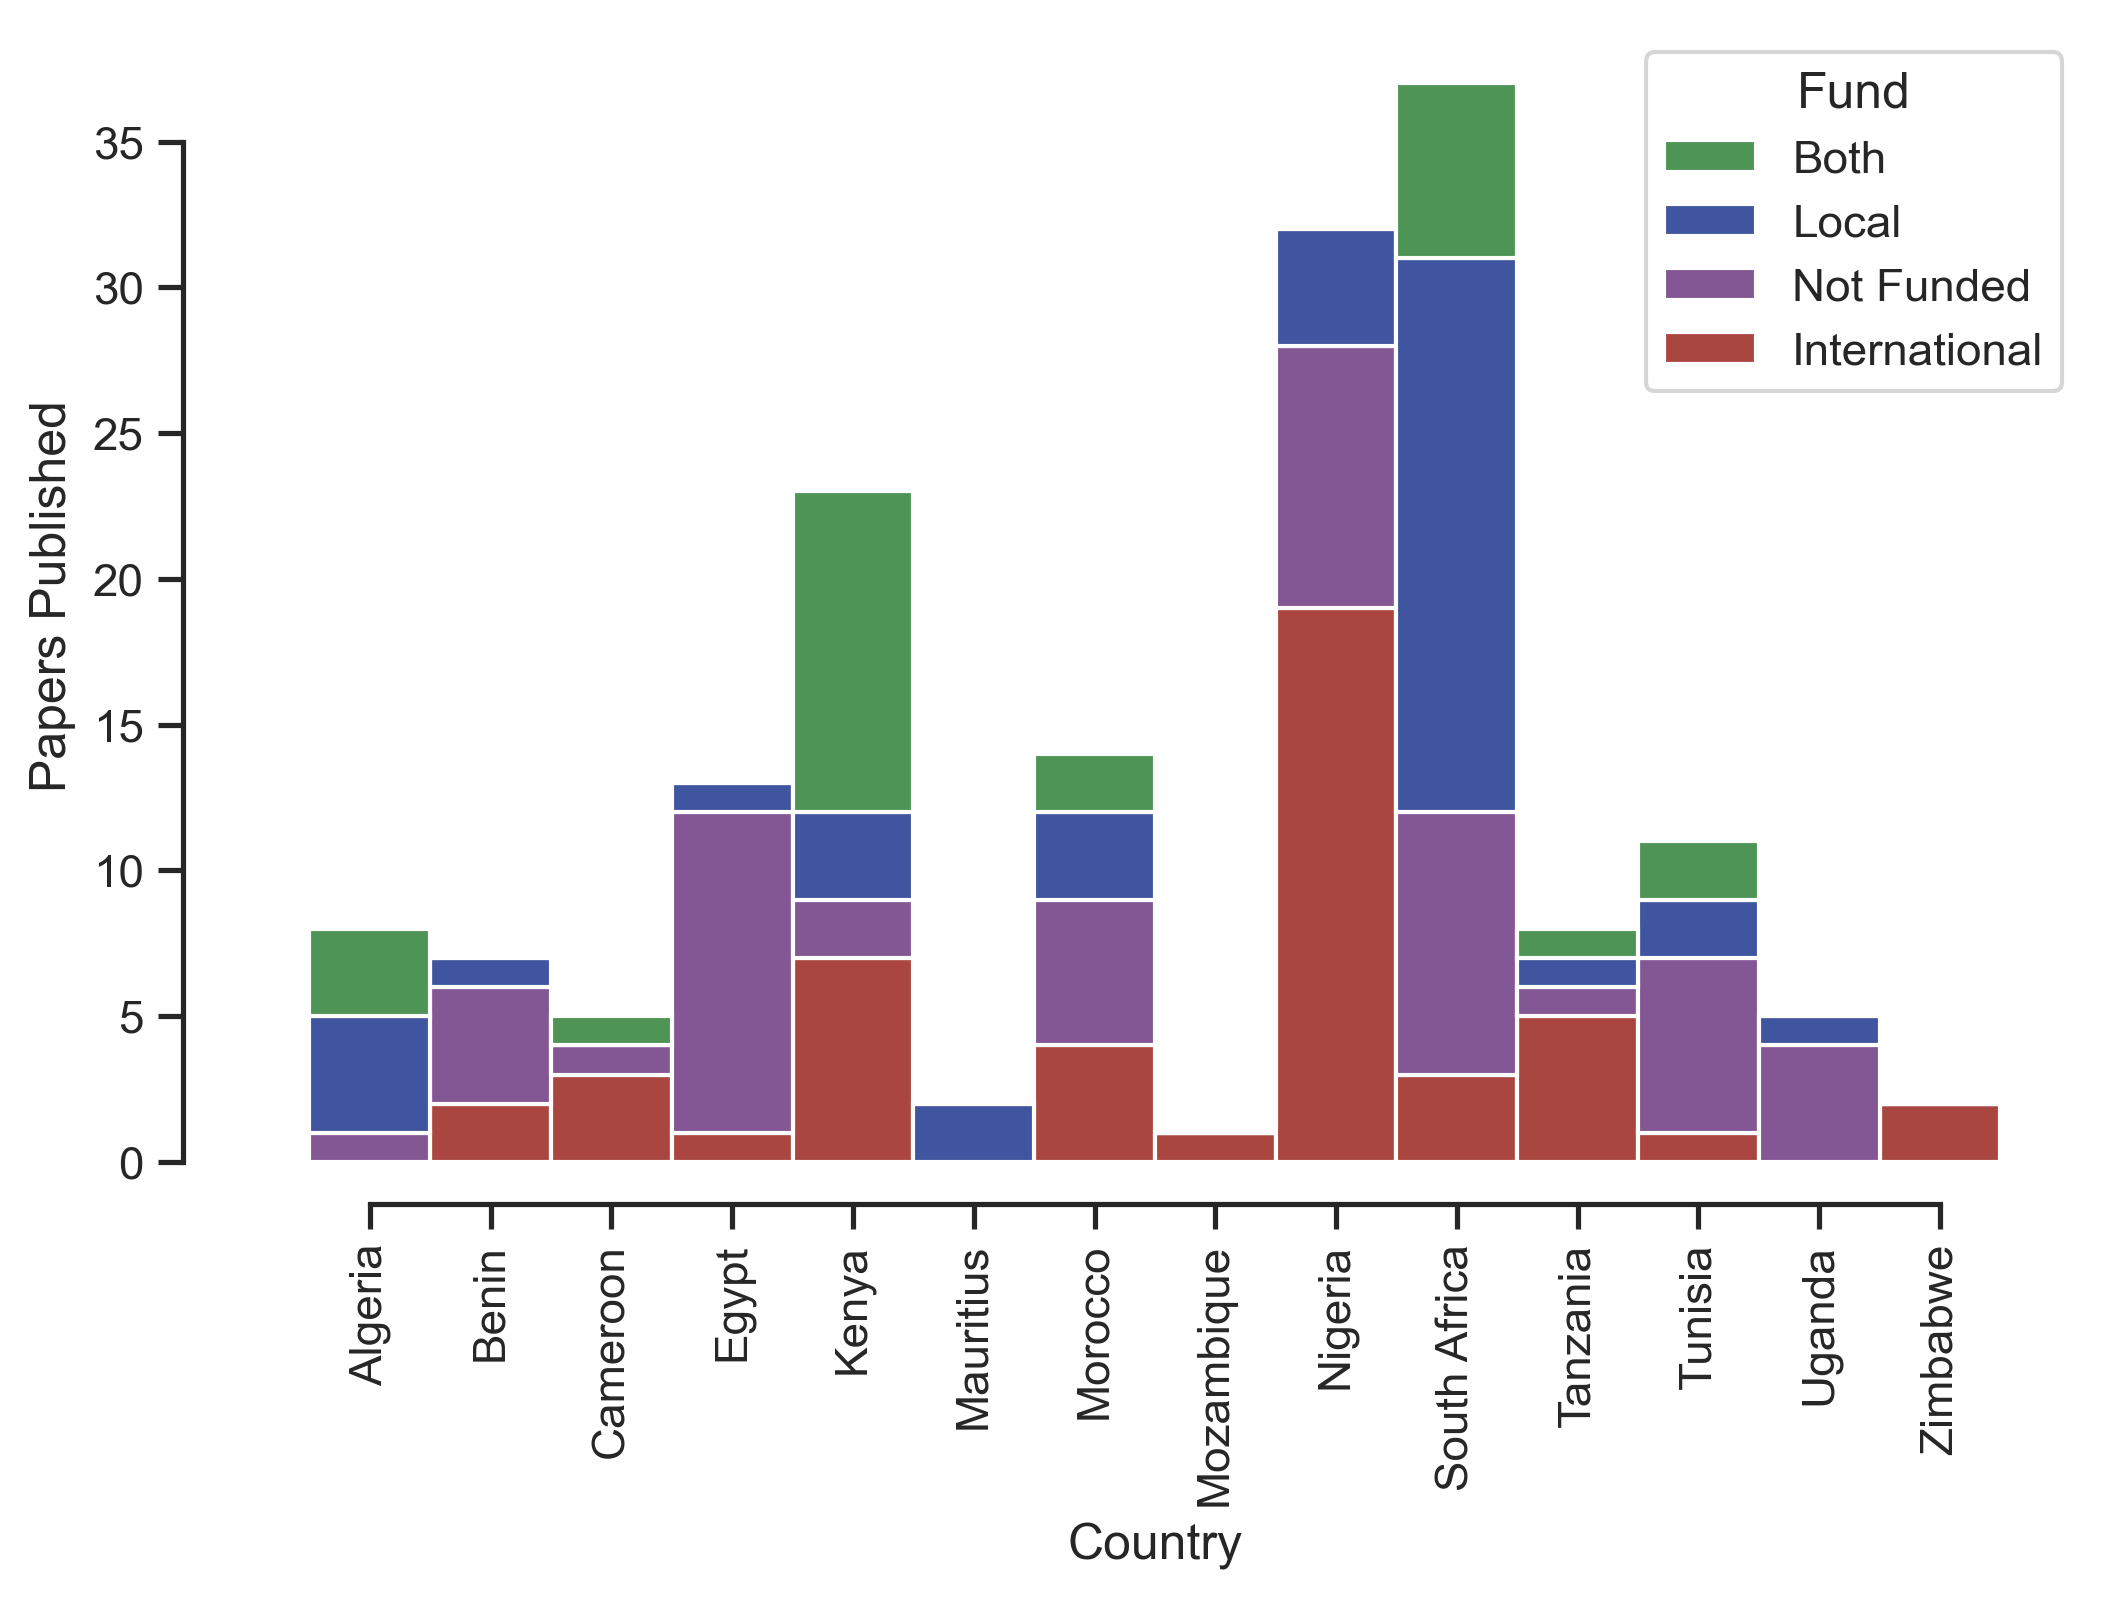 Fund
Both
Local
Not Funded
International
Papers Published
35
30
25
20
15
10
5
0
Algeria
Benin
Cameroon
Egypt
Kenya
Mauritius
Morocco
Mozambique
Nigeria
South Africa
Tanzania
Tunisia
Uganda
Zimbabwe
Country